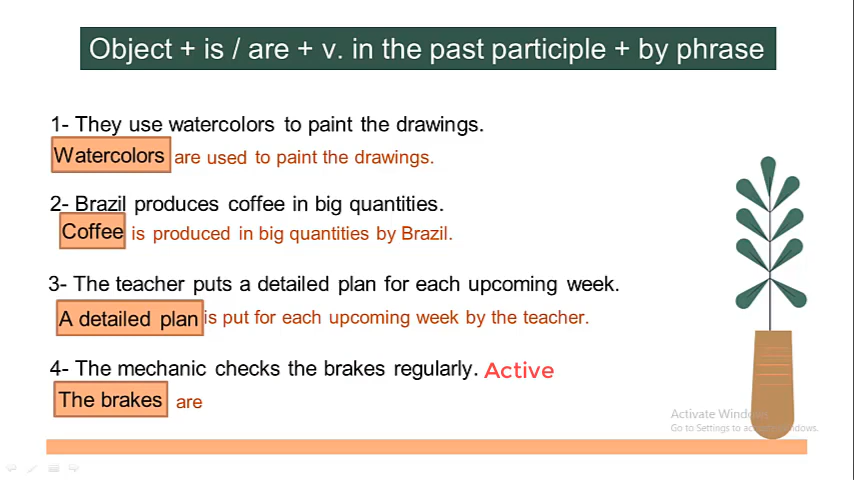 Object + is / are + v. in the past participle + by phrase
1- They use watercolors to paint the drawings.
Watercolors are used to paint the drawings.
2- Brazil produces coffee in big quantities.
Coffee is produced in big quantities by Brazil.
3- The teacher puts a detailed plan for each upcoming week.
A detailed plan is put for each upcoming week by the teacher.
4- The mechanic checks the brakes regularly. Active
The brakes are
Activate Windows
Go to Settings to activate Windows.